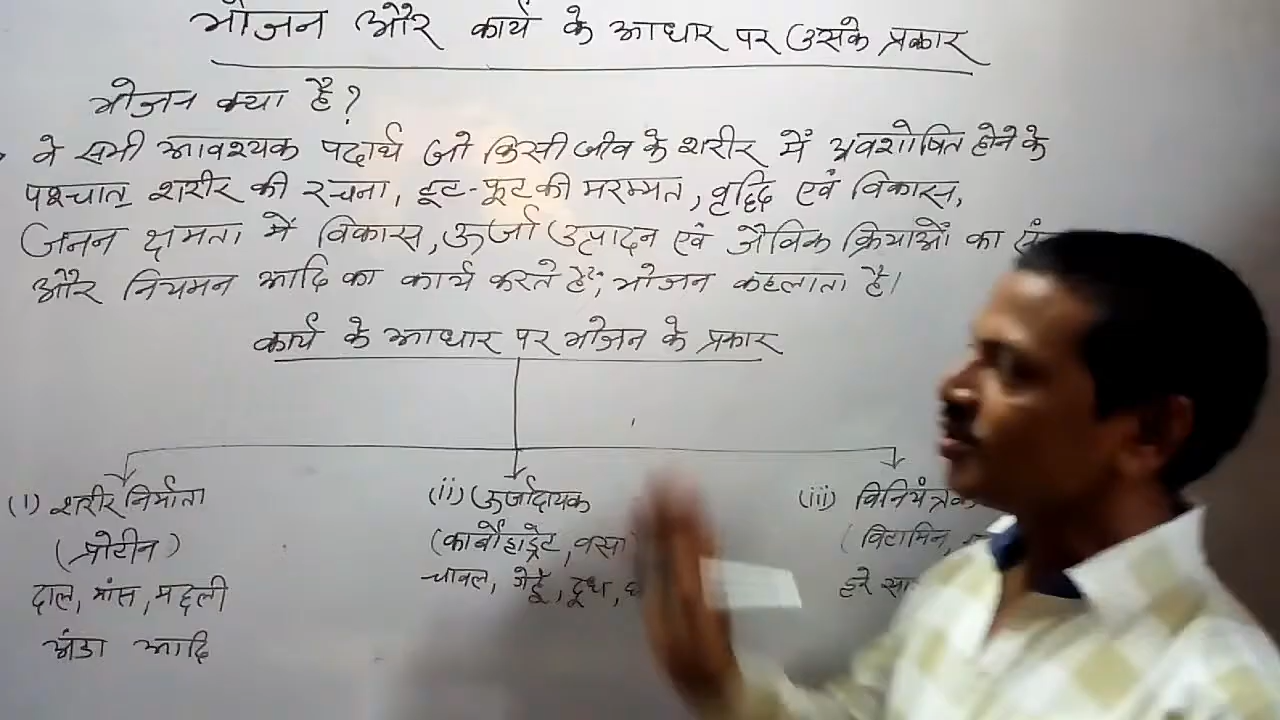 भोजन और कार्य के आधार पर उसके प्रकार
भोजन क्या है?
वे सभी आवश्यक पदार्थ जो किसी जीव के शरीर में अवशोषित होने के
पश्चात् शरीर की रचना, टूट-फूट की मरम्मत, वृद्धि एवं विकास,
जनन क्षमता में विकास, ऊर्जा उत्पादन एवं जैविक क्रियाओं का
और नियमन आदि का कार्य करते हैं, भोजन कहलाता है।
कार्य के आधार पर भोजन के प्रकार
(i) शरीर निर्माता
(प्रोटीन)
दाल, मांस, मछली
अंडा आदि
(ii) ऊर्जादायक
(कार्बोहाड्रेट, वसा
चावल, गेहूँ, दूध,
(iii) विनियंत्रक
(विटामिन,
हरे